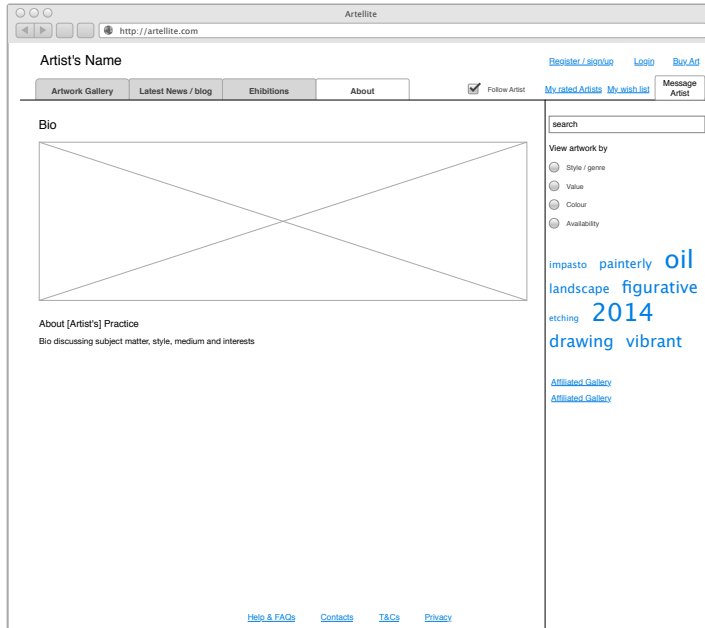 Artellite
http://artellite.com
Artist's Name
Register / sign/up Login Buy Art
Artwork Gallery Latest News / blog Ehibitions About Follow Artist My rated Artists My wish list Message Artist
Bio
search
View artwork by
Style / genre
Value
Colour
Availability
impasto painterly oil
landscape figurative
etching 2014
drawing vibrant
About [Artist's] Practice
Bio discussing subject matter, style, medium and interests
Affiliated Gallery
Affiliated Gallery
Help & FAQs Contacts T&Cs Privacy